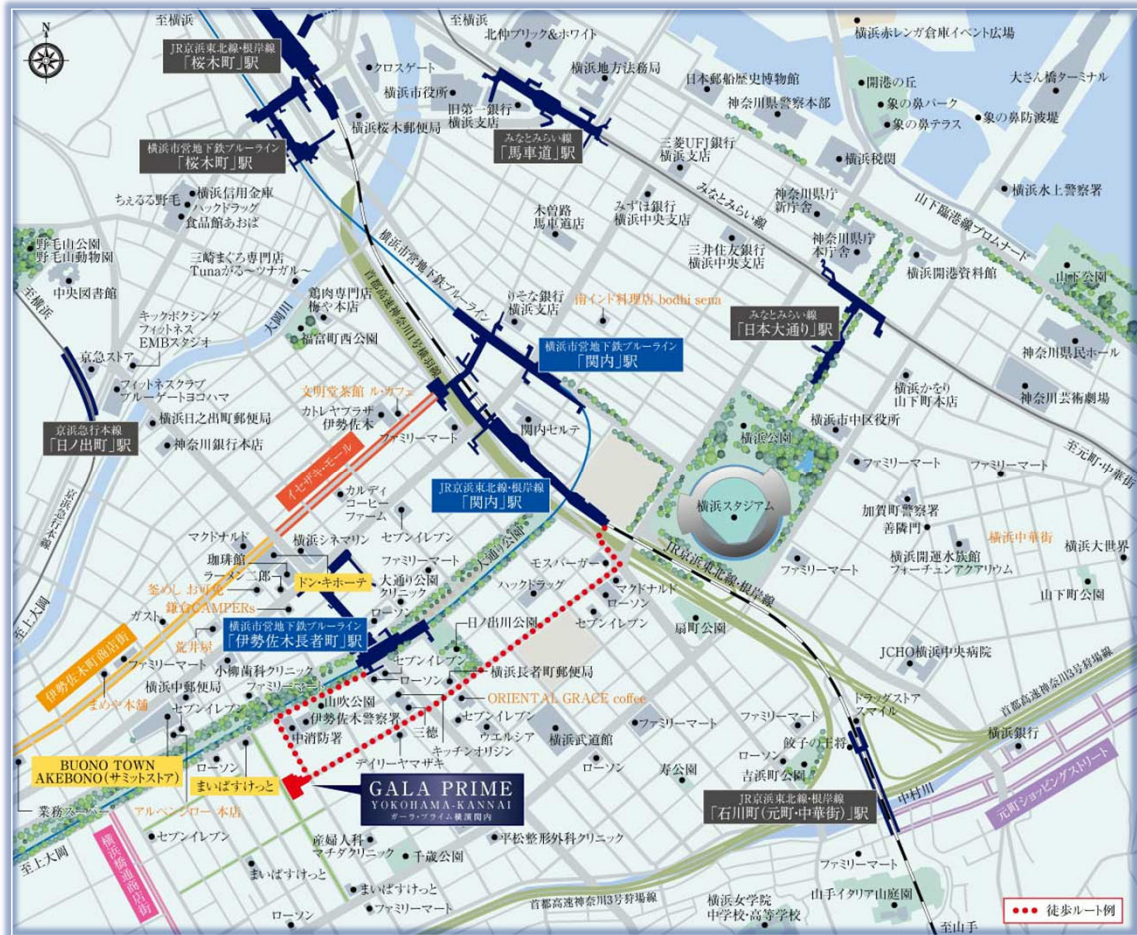 N
至横浜
至横浜
JR京浜東北線・根岸線
「桜木町」駅
クロスゲート
横浜市役所
横浜桜木郵便局
旧第一銀行
横浜支店
北仲ブリック&ホワイト
横浜地方法務局
みなとみらい線
「馬車道」駅
日本郵船歴史博物館
神奈川県警察本部
横浜赤レンガ倉庫イベント広場
開港の丘
象の鼻パーク
象の鼻テラス
大さん橋ターミナル
象の鼻防波堤
横浜税関
横浜水上警察署
三菱UFJ銀行
横浜支店
横浜市営地下鉄ブルーライン
「桜木町」駅
ちぇるる野毛
横浜信用金庫
ハックドラッグ
食品館あおば
木曽路
馬車道店
みずほ銀行
横浜中央支店
みなとみらい線
神奈川県庁
新庁舎
山下臨港線プロムナード
野毛山公園
野毛山動物園
中央図書館
三崎まぐろ専門店
Tunaがる～ツナガル～
横浜市営地下鉄ブルーライン
三井住友銀行
横浜中央支店
神奈川県庁
本庁舎
横浜開港資料館
山下公園
至横浜
大岡川
鶏肉専門店
梅や本店
首都高速神奈川1号横羽線
りそな銀行
横浜支店
南インド料理店 bodhi sena
みなとみらい線
「日本大通り」駅
キックボクシング
フィットネス
EMBスタジオ
京急ストア
福富町西公園
横浜市営地下鉄ブルーライン
「関内」駅
神奈川県民ホール
神奈川芸術劇場
フィットネスクラブ
ブルーゲートヨコハマ
文明堂茶館 ル・カフェ
横浜かをり
山下町本店
京浜急行本線
「日ノ出町」駅
横浜日之出町郵便局
神奈川銀行本店
カトレヤプラザ
伊勢佐木
ファミリーマート
関内セルテ
横浜公園
横浜市中区役所
至元町・中華街
イセザキ・モール
JR京浜東北線・根岸線
「関内」駅
ファミリーマート
ファミリーマート
京浜急行本線
カルディ
コーヒー
ファーム
セブンイレブン
横浜スタジアム
加賀町警察署
善隣門
横浜中華街
マクドナルド
横浜シネマリン
大通り公園
モスバーガー
JR京浜東北線・根岸線
横浜開運水族館
フォーチュンアクアリウム
横浜大世界
珈琲館
ラーメン二郎
ドン・キホーテ
ファミリーマート
大通り公園
クリニック
ハックドラッグ
マクドナルド
ファミリーマート
山下町公園
釜めし お可免
鎌倉CAMPERs
ローソン
ローソン
セブンイレブン
至上大岡
ガスト
荒井屋
横浜市営地下鉄ブルーライン
「伊勢佐木長者町」駅
日ノ出川公園
扇町公園
伊勢佐木町商店街
ファミリーマート
小柳歯科クリニック
セブンイレブン
横浜長者町郵便局
JCHO横浜中央病院
横浜中郵便局
ファミリーマート
ローソン
まめや本舗
セブンイレブン
山吹公園
ORIENTAL GRACE coffee
ドラッグストア
スマイル
首都高速神奈川3号狩場線
伊勢佐木警察署
三徳
セブンイレブン
ウエルシア
ファミリーマート
ファミリーマート
中消防署
横浜武道館
餃子の王将
横浜銀行
BUONO TOWN
AKEBONO(サミットストア)
ローソン
まいばすけっと
デイリーヤマザキ
キッチンオリジン
ローソン
寿公園
ローソン
吉浜町公園
GALA PRIME
YOKOHAMA-KANNAI
ガーラ・プライム横濱関内
中村川
元町ショッピングストリート
業務スーパー
アルペンジロー 本店
JR京浜東北線・根岸線
「石川町(元町・中華街)」駅
至上大岡
セブンイレブン
産婦人科
マチダクリニック
平松整形外科クリニック
千歳公園
横浜橋通商店街
まいばすけっと
まいばすけっと
ファミリーマート
ローソン
首都高速神奈川3号狩場線
ファミリーマート
横浜女学院
中学校・高等学校
山手イタリア山庭園
至山手
徒歩ルート例